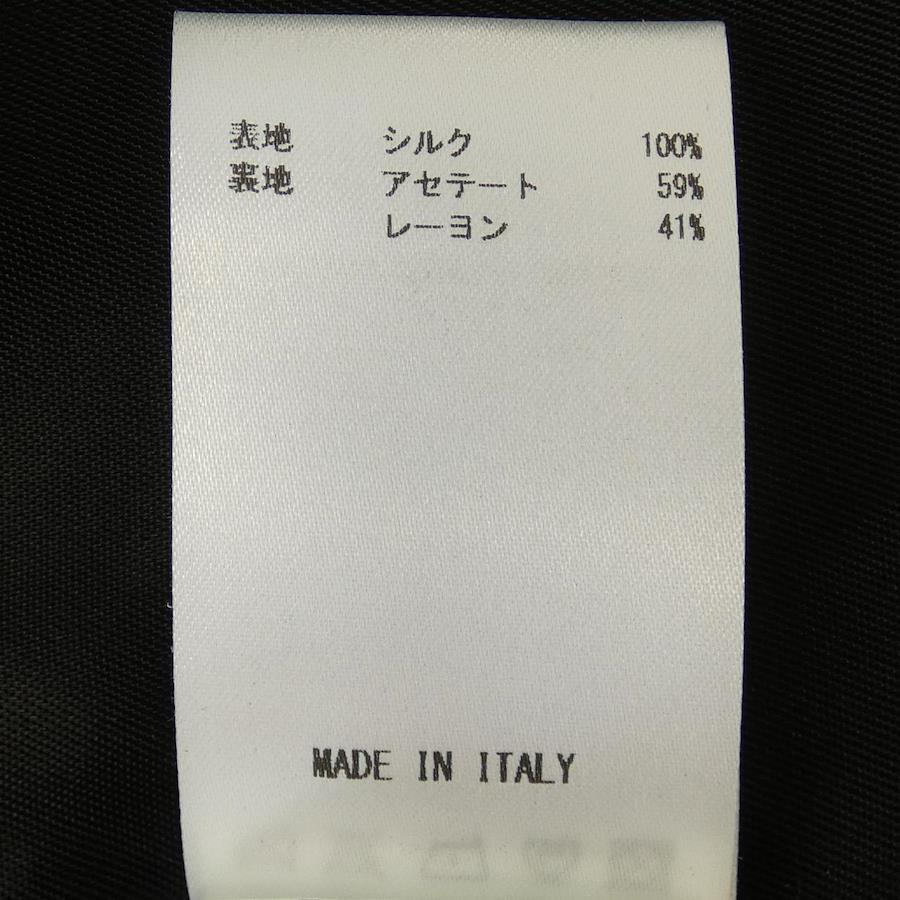 表地 シルク 100%
裏地 アセテート 59%
レーヨン 41%
MADE IN ITALY